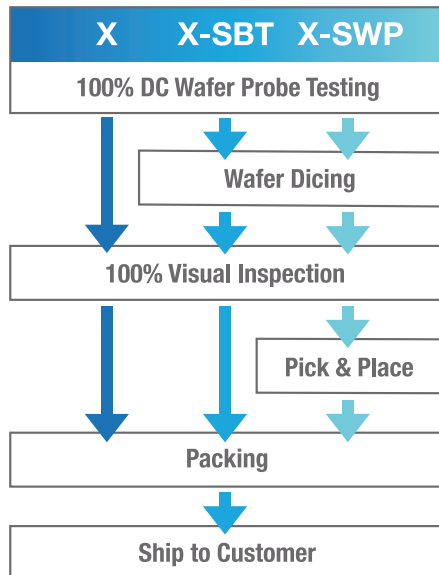 X X-SBT X-SWP
100% DC Wafer Probe Testing
Wafer Dicing
100% Visual Inspection
Pick & Place
Packing
Ship to Customer